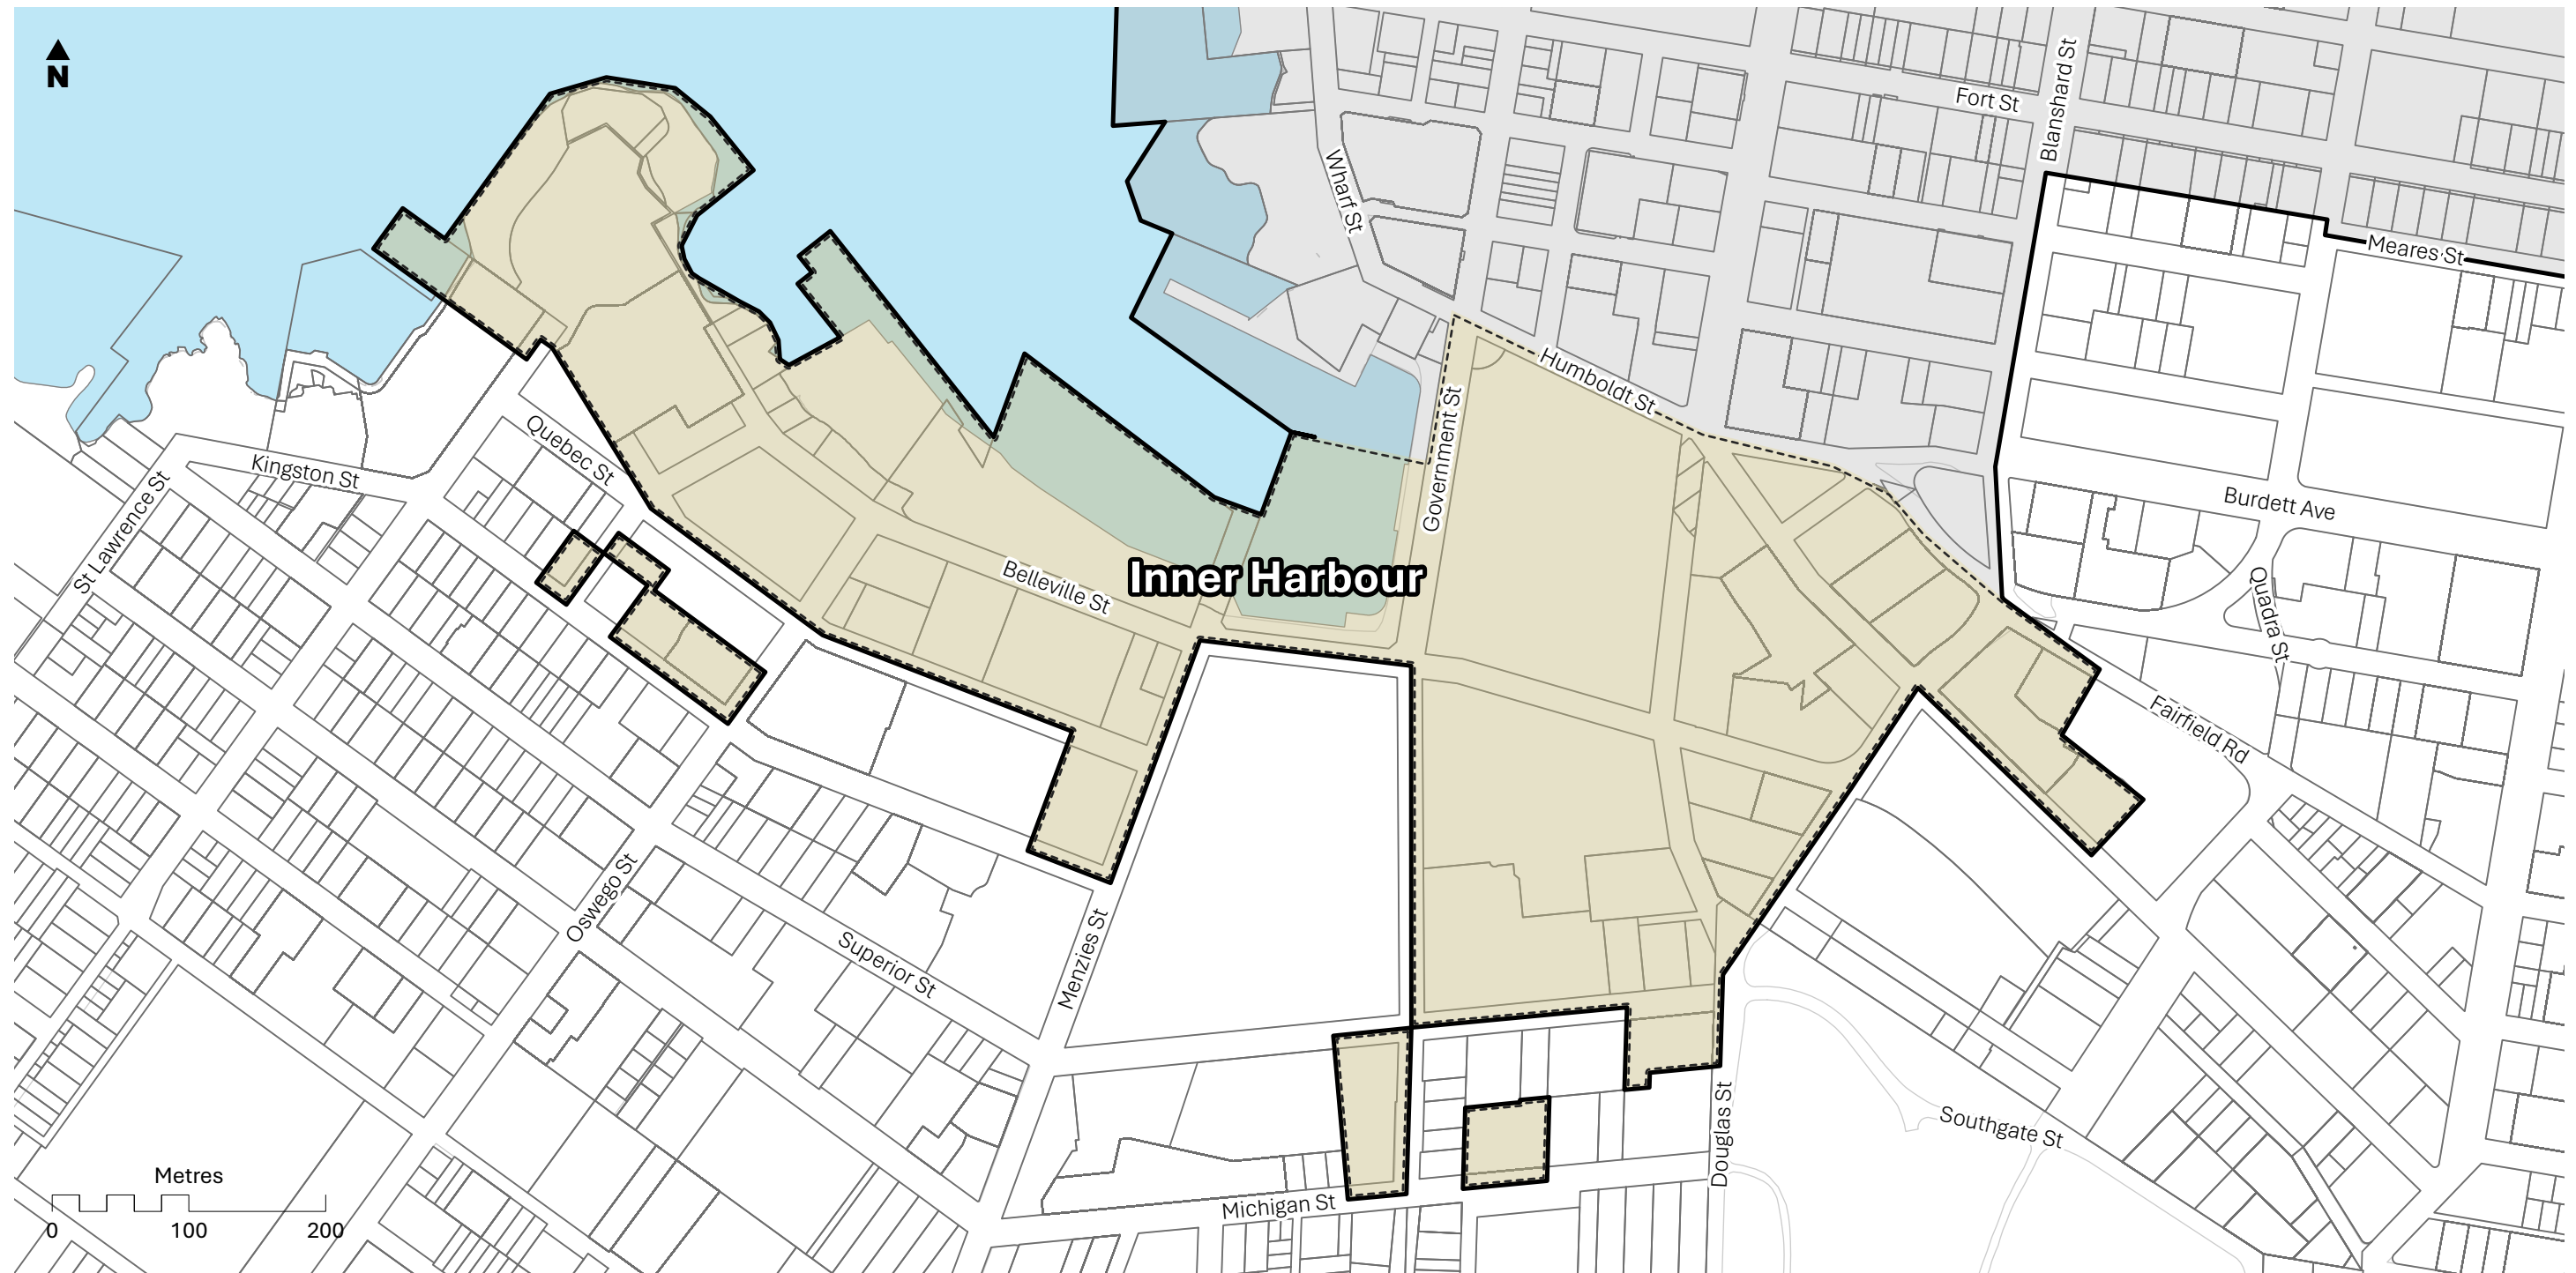 N
Fort St
Blanshard St
Wharf St
Meares St
Humboldt St
Government St
Quebec St
Kingston St
St Lawrence St
Burdett Ave
Belleville St
Inner Harbour
Quadra St
Fairfield Rd
Oswego St
Superior St
Menzies St
Douglas St
Southgate St
Michigan St
Metres
0 100 200